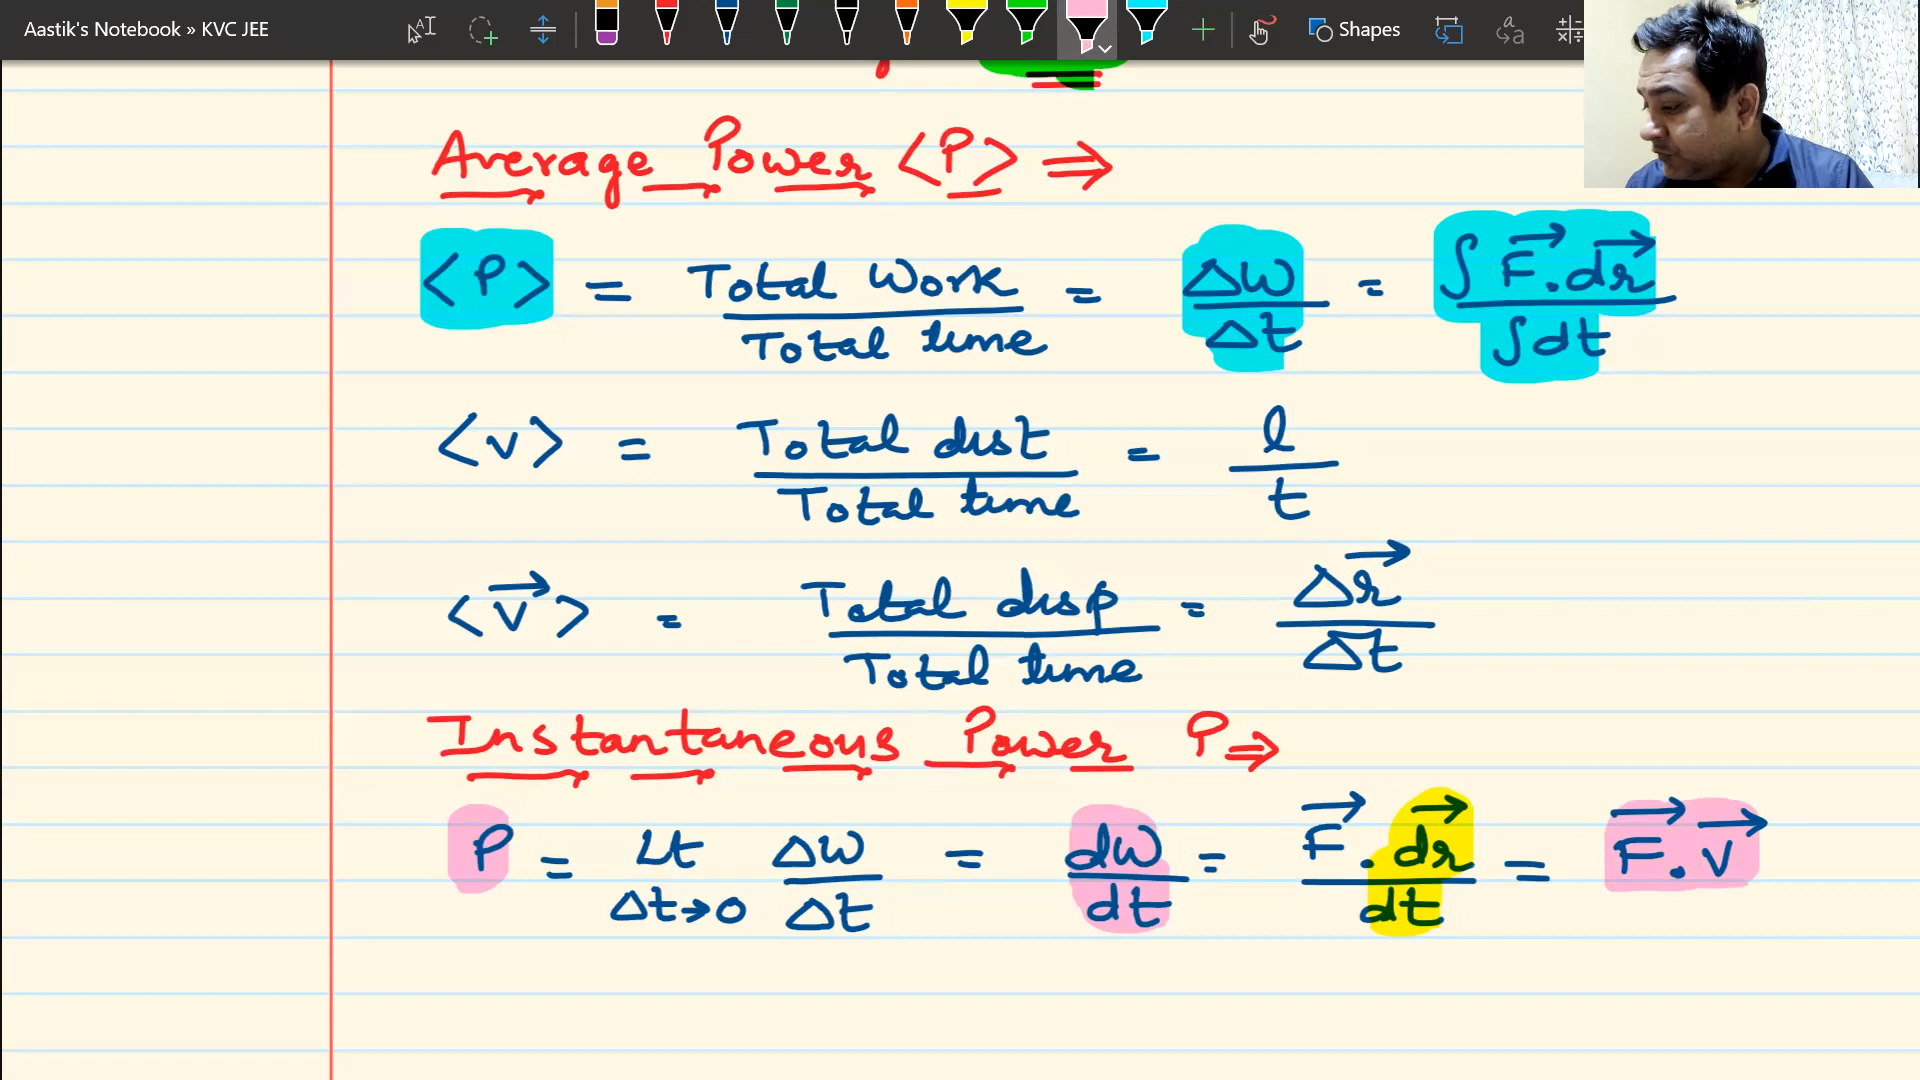 Aastik's Notebook » KVC JEE
Shapes
Average Power <P> ⇒
<P> = Total Work / Total time = ΔW / Δt = ∫ F⃗ . dr⃗ / ∫ dt
<v> = Total dist / Total time = l / t
<v⃗> = Total disp / Total time = Δr⃗ / Δt
Instantaneous Power P ⇒
P = Lt Δt→0 ΔW / Δt = dW / dt = F⃗ . dr⃗ / dt = F⃗ . v⃗